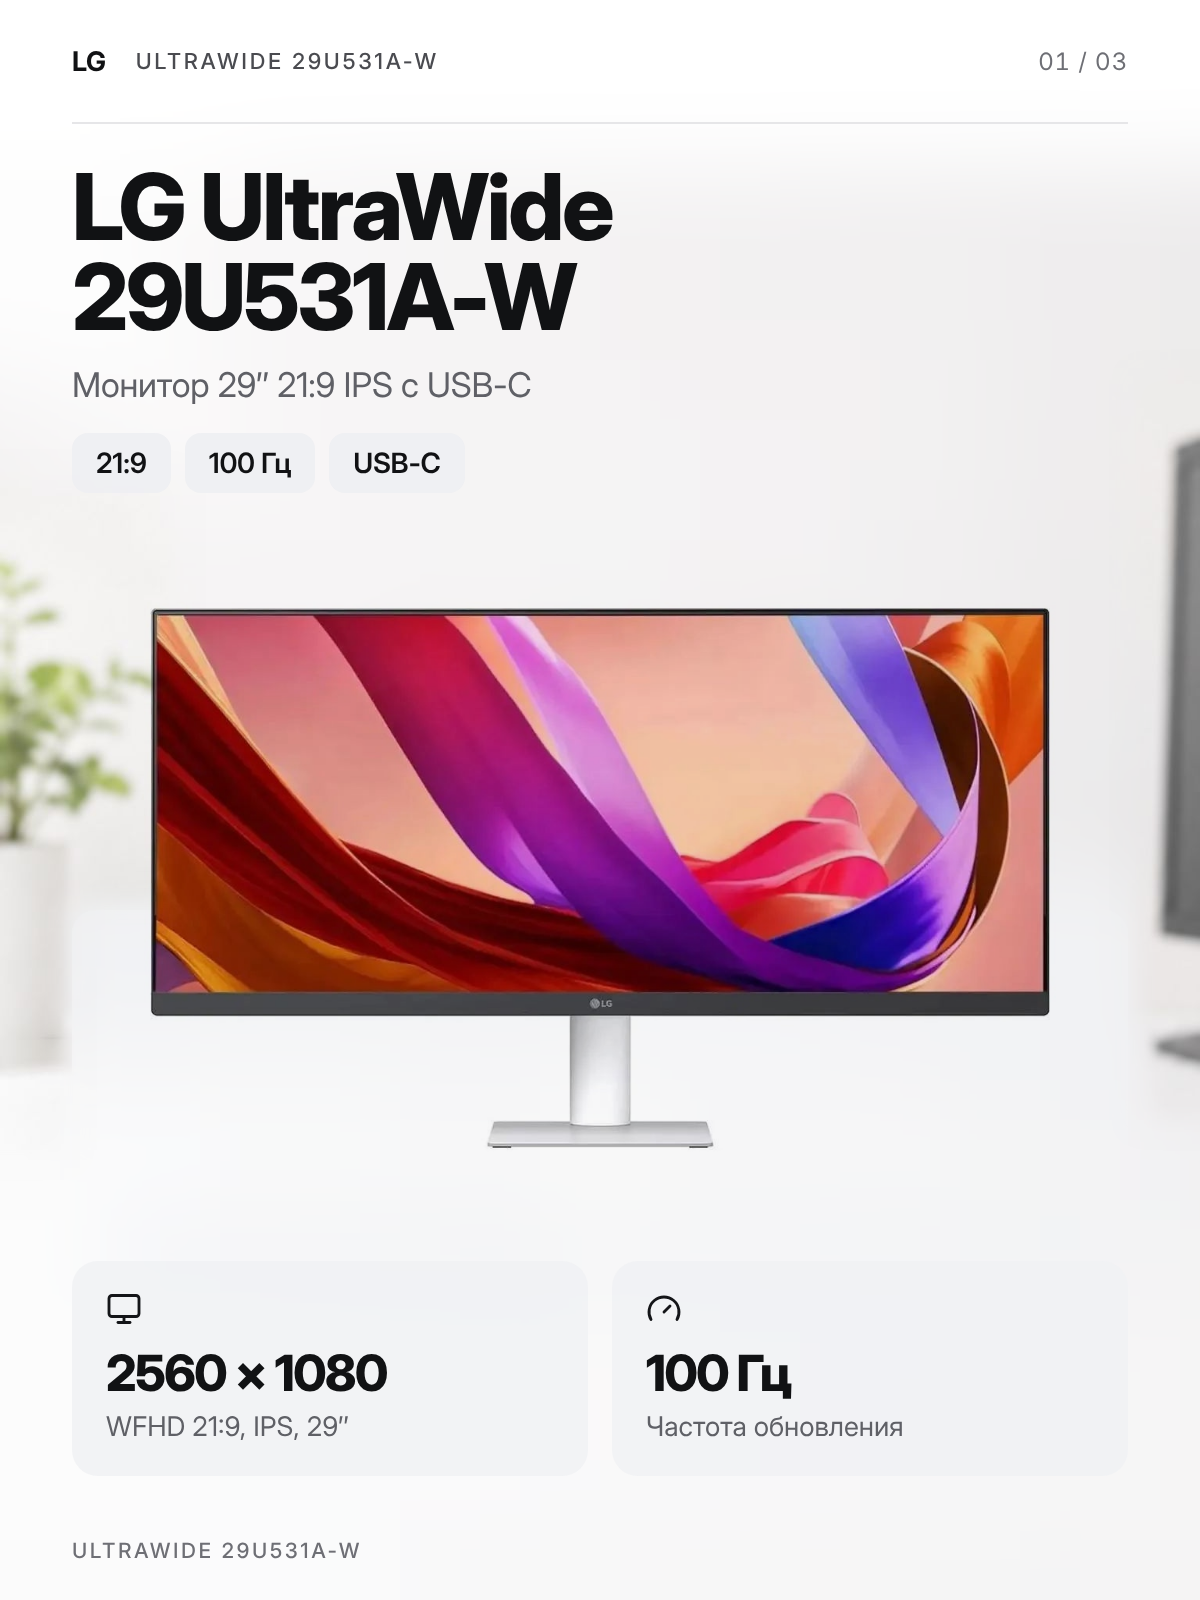 LG ULTRAWIDE 29U531A-W 01 / 03
LG UltraWide
29U531A-W
Монитор 29″ 21:9 IPS с USB-C
21:9 100 Гц USB-C
LG
2560 × 1080
WFHD 21:9, IPS, 29″
100 Гц
Частота обновления
ULTRAWIDE 29U531A-W